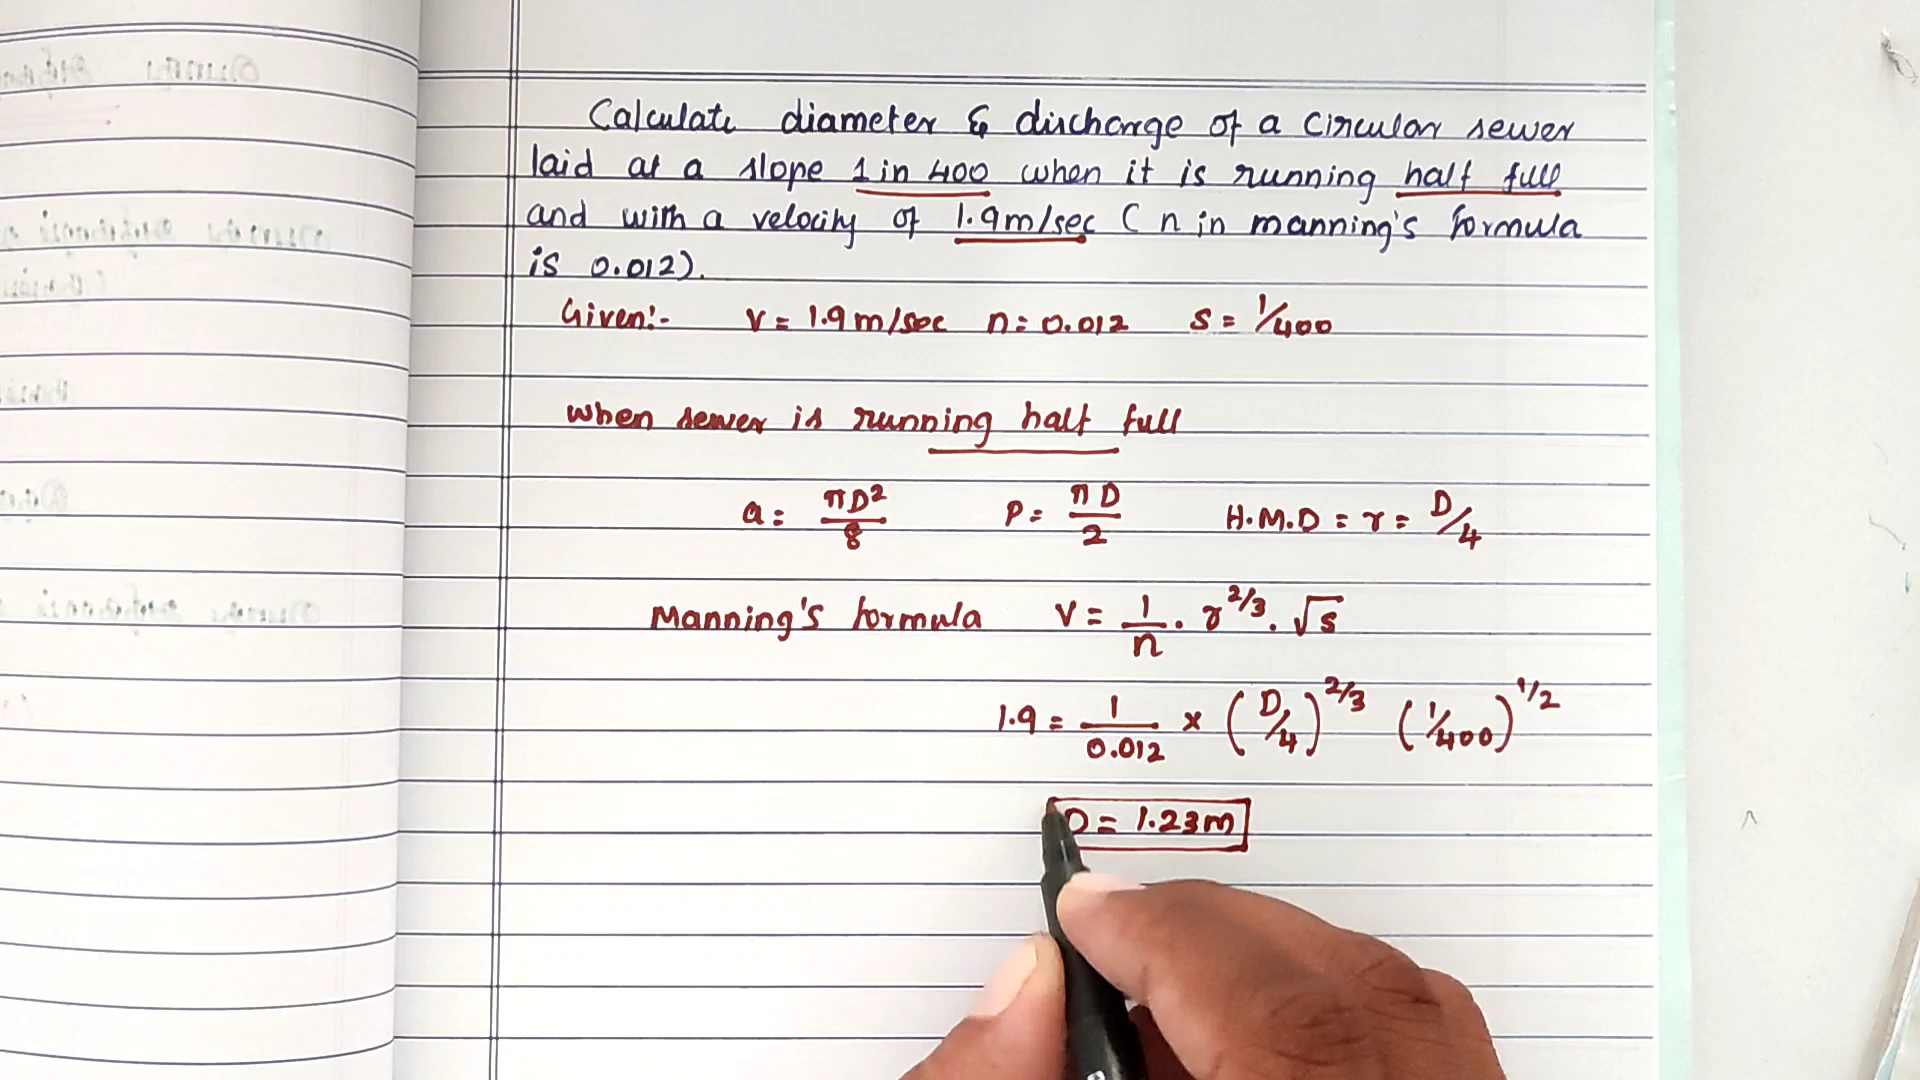 Calculate diameter & discharge of a circular sewer
laid at a slope 1 in 400 when it is running half full
and with a velocity of 1.9m/sec ( n in manning's formula
is 0.012).
Given:- V = 1.9m/sec n = 0.012 S = 1/400
when sewer is running half full
a = πD²/8 P = πD/2 H.M.D = r = D/4
Manning's formula V = 1/n . r^2/3 . √s
1.9 = 1/0.012 × (D/4)^2/3 (1/400)^1/2
D = 1.23m